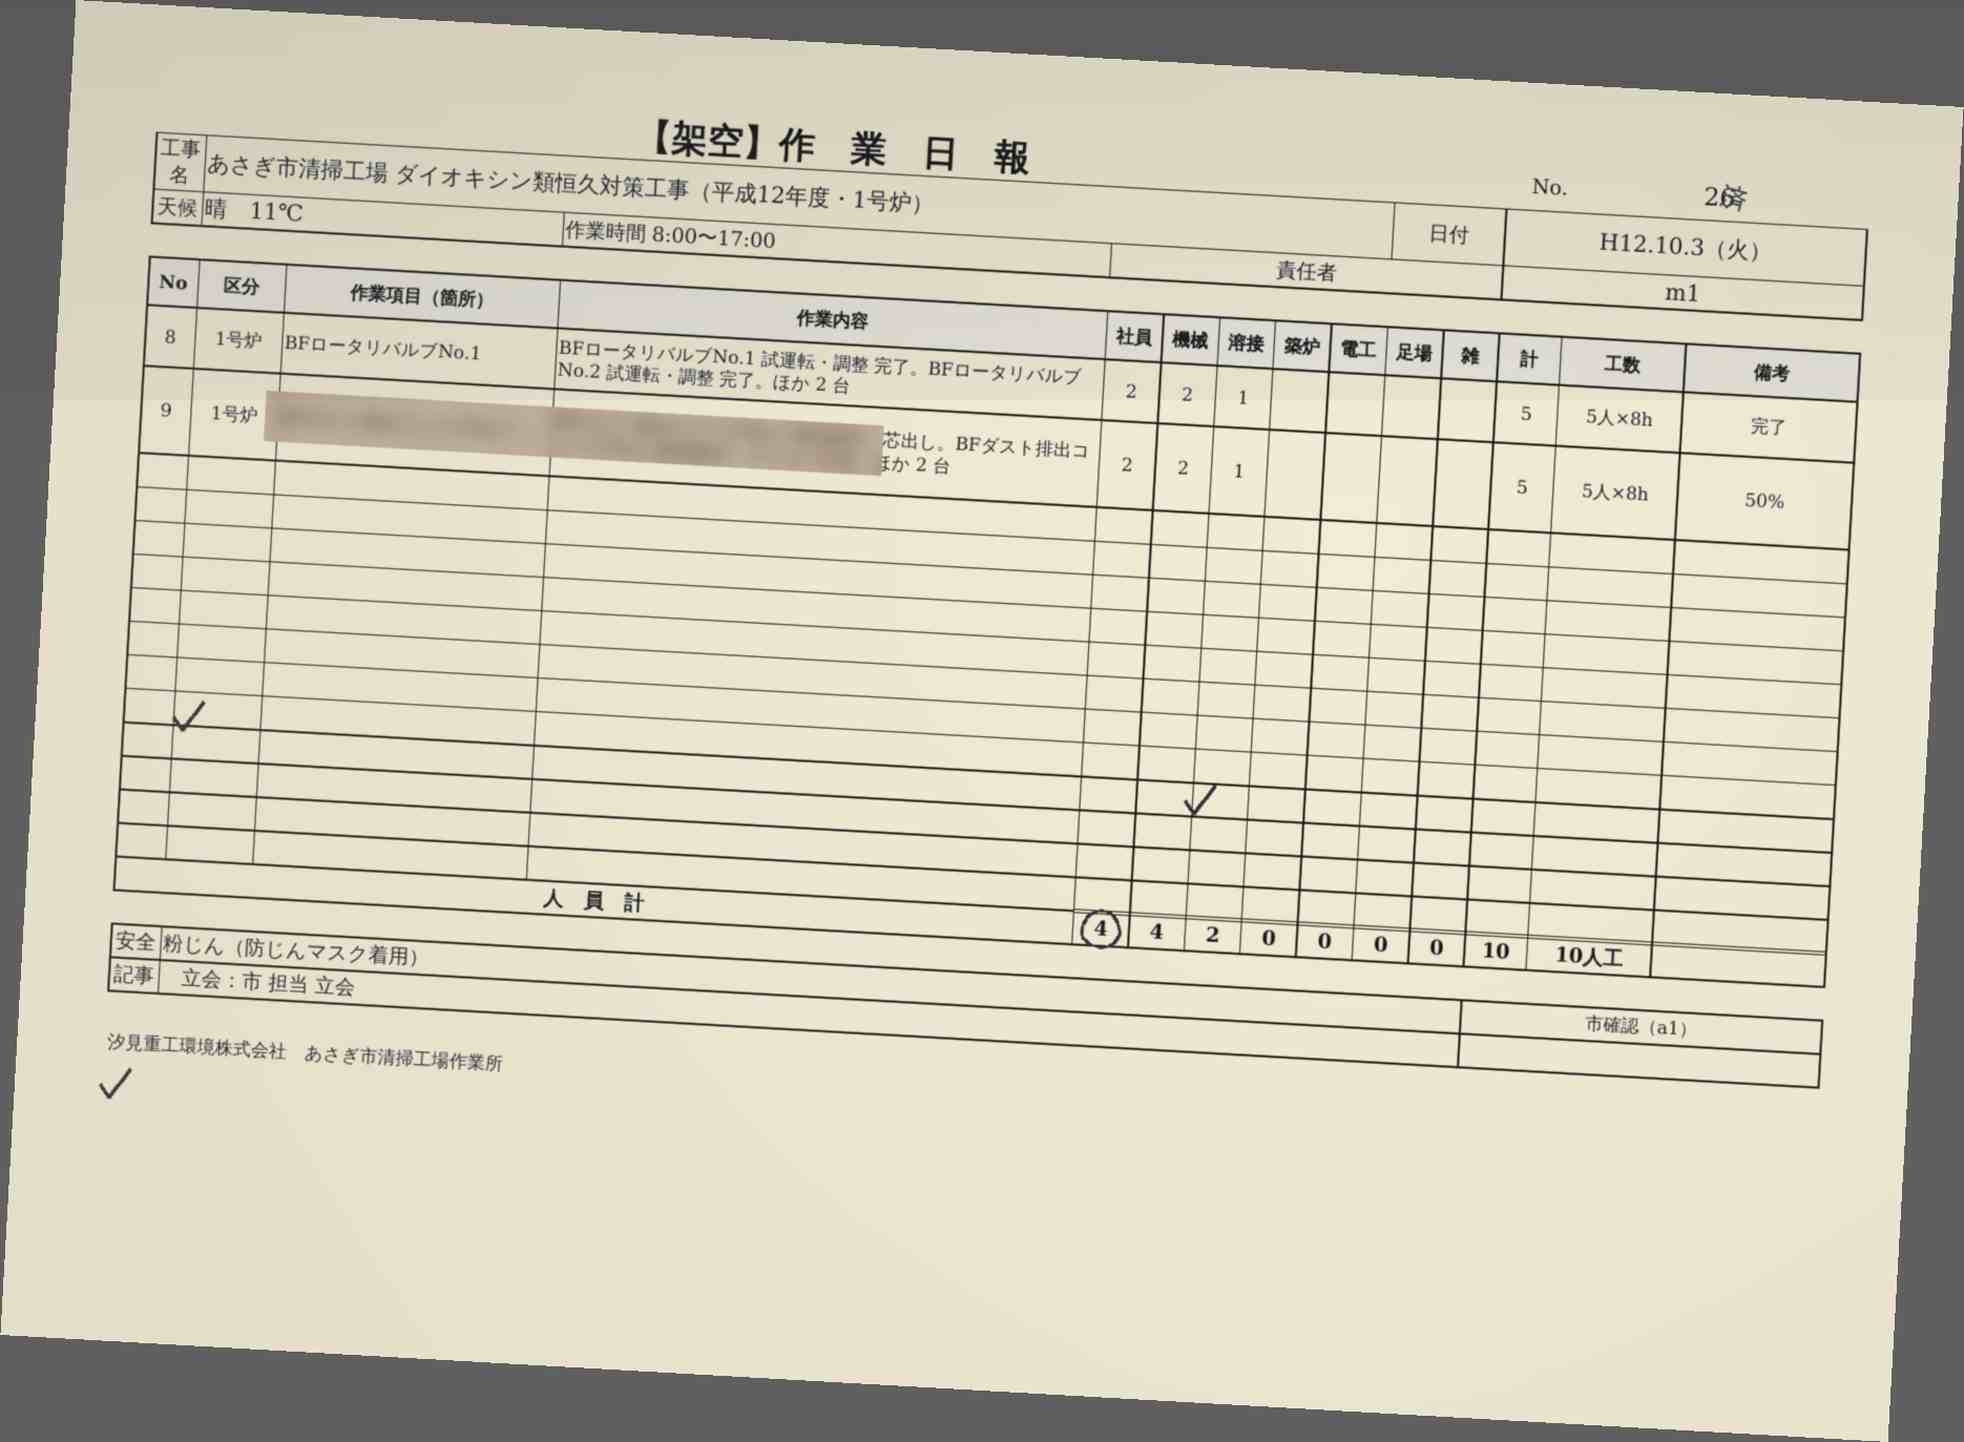 【架空】作 業 日 報
No. 26済
工事名 あさぎ市清掃工場 ダイオキシン類恒久対策工事（平成12年度・1号炉） 日付 H12.10.3（火）
天候 晴 11℃ 作業時間 8:00〜17:00 責任者 m1
No 区分 作業項目（箇所） 作業内容 社員 機械 溶接 築炉 電工 足場 雑 計 工数 備考
8 1号炉 BFロータリバルブNo.1 BFロータリバルブNo.1 試運転・調整 完了。BFロータリバルブ 2 2 1 5 5人×8h 完了
No.2 試運転・調整 完了。ほか 2 台
9 1号炉 芯出し。BFダスト排出コ 2 2 1 5 5人×8h 50%
ほか 2 台
人 員 計 4 4 2 0 0 0 0 10 10人工
安全 粉じん（防じんマスク着用） 市確認（a1）
記事 立会：市 担当 立会
汐見重工環境株式会社 あさぎ市清掃工場作業所